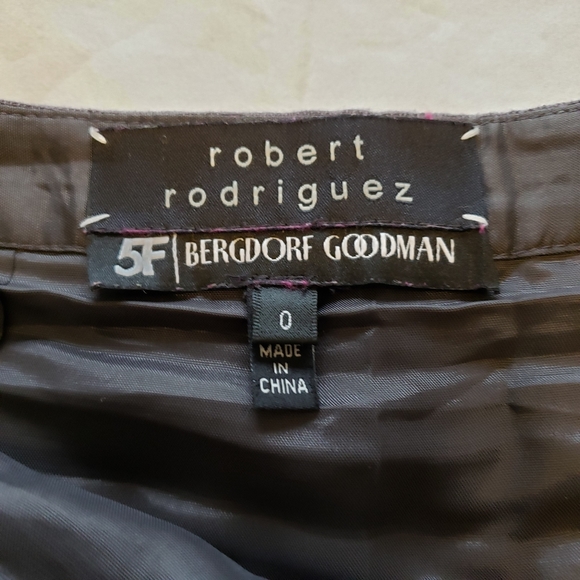 robert
rodriguez
5F | BERGDORF GOODMAN
0
MADE
IN
CHINA